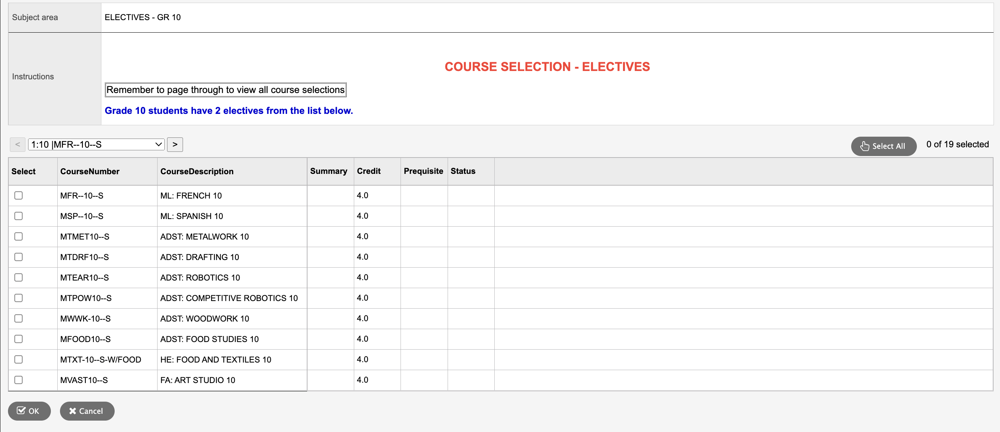 Subject area
ELECTIVES - GR 10
Instructions
COURSE SELECTION - ELECTIVES
Remember to page through to view all course selections
Grade 10 students have 2 electives from the list below.
< 1:10 |MFR--10--S >
Select All 0 of 19 selected
Select CourseNumber CourseDescription Summary Credit Prequisite Status
MFR--10--S ML: FRENCH 10 4.0
MSP--10--S ML: SPANISH 10 4.0
MTMET10--S ADST: METALWORK 10 4.0
MTDRF10--S ADST: DRAFTING 10 4.0
MTEAR10--S ADST: ROBOTICS 10 4.0
MTPOW10--S ADST: COMPETITIVE ROBOTICS 10 4.0
MWWK-10--S ADST: WOODWORK 10 4.0
MFOOD10--S ADST: FOOD STUDIES 10 4.0
MTXT-10--S-W/FOOD HE: FOOD AND TEXTILES 10 4.0
MVAST10--S FA: ART STUDIO 10 4.0
OK Cancel